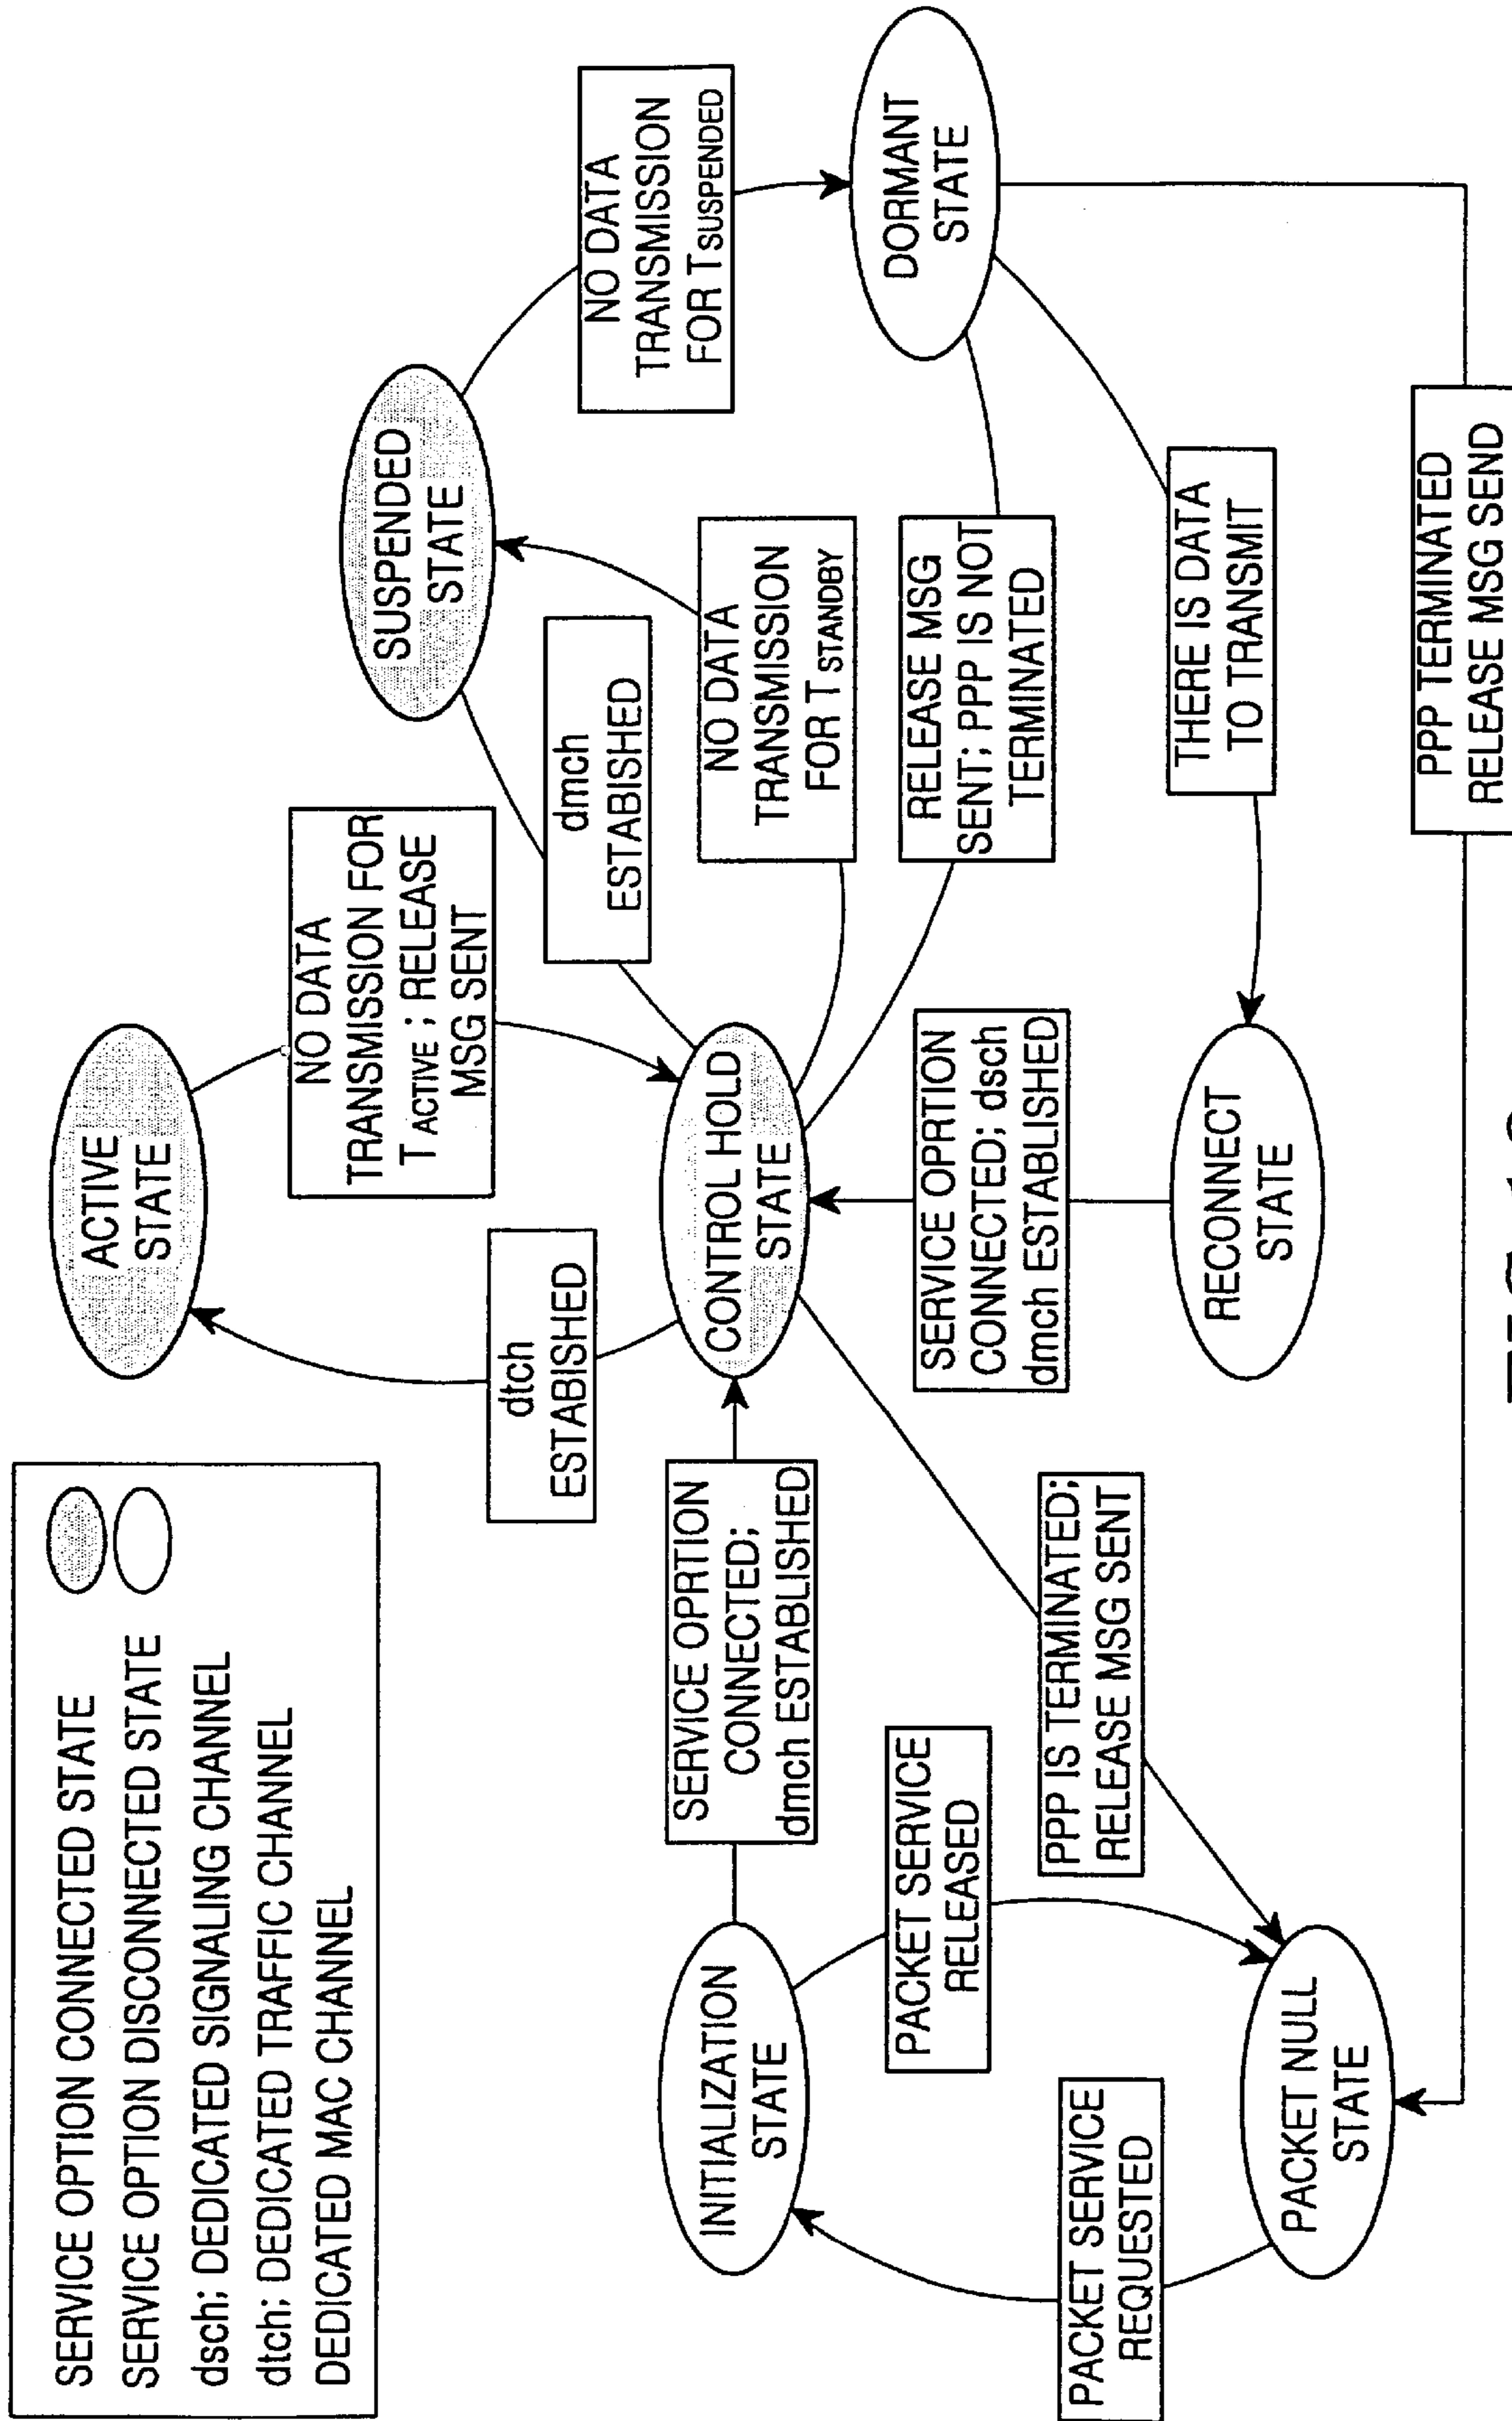 SERVICE OPTION CONNECTED STATE
SERVICE OPTION DISCONNECTED STATE
dsch; DEDICATED SIGNALING CHANNEL
dtch; DEDICATED TRAFFIC CHANNEL
DEDICATED MAC CHANNEL
ACTIVE
STATE
NO DATA
TRANSMISSION FOR
T ACTIVE ; RELEASE
MSG SENT
dtch
ESTABISHED
SUSPENDED
STATE
dmch
ESTABISHED
NO DATA
TRANSMISSION
FOR TSUSPENDED
NO DATA
TRANSMISSION
FOR T STANDBY
INITIALIZATION
STATE
SERVICE OPTION
CONNECTED;
dmch ESTABLISHED
CONTROL HOLD
STATE
DORMANT
STATE
RELEASE MSG
SENT; PPP IS NOT
TERMINATED
PACKET SERVICE
RELEASED
SERVICE OPRTION
CONNECTED; dsch
dmch ESTABLISHED
PACKET SERVICE
REQUESTED
PPP IS TERMINATED;
RELEASE MSG SENT
THERE IS DATA
TO TRANSMIT
PACKET NULL
STATE
RECONNECT
STATE
PPP TERMINATED
RELEASE MSG SEND